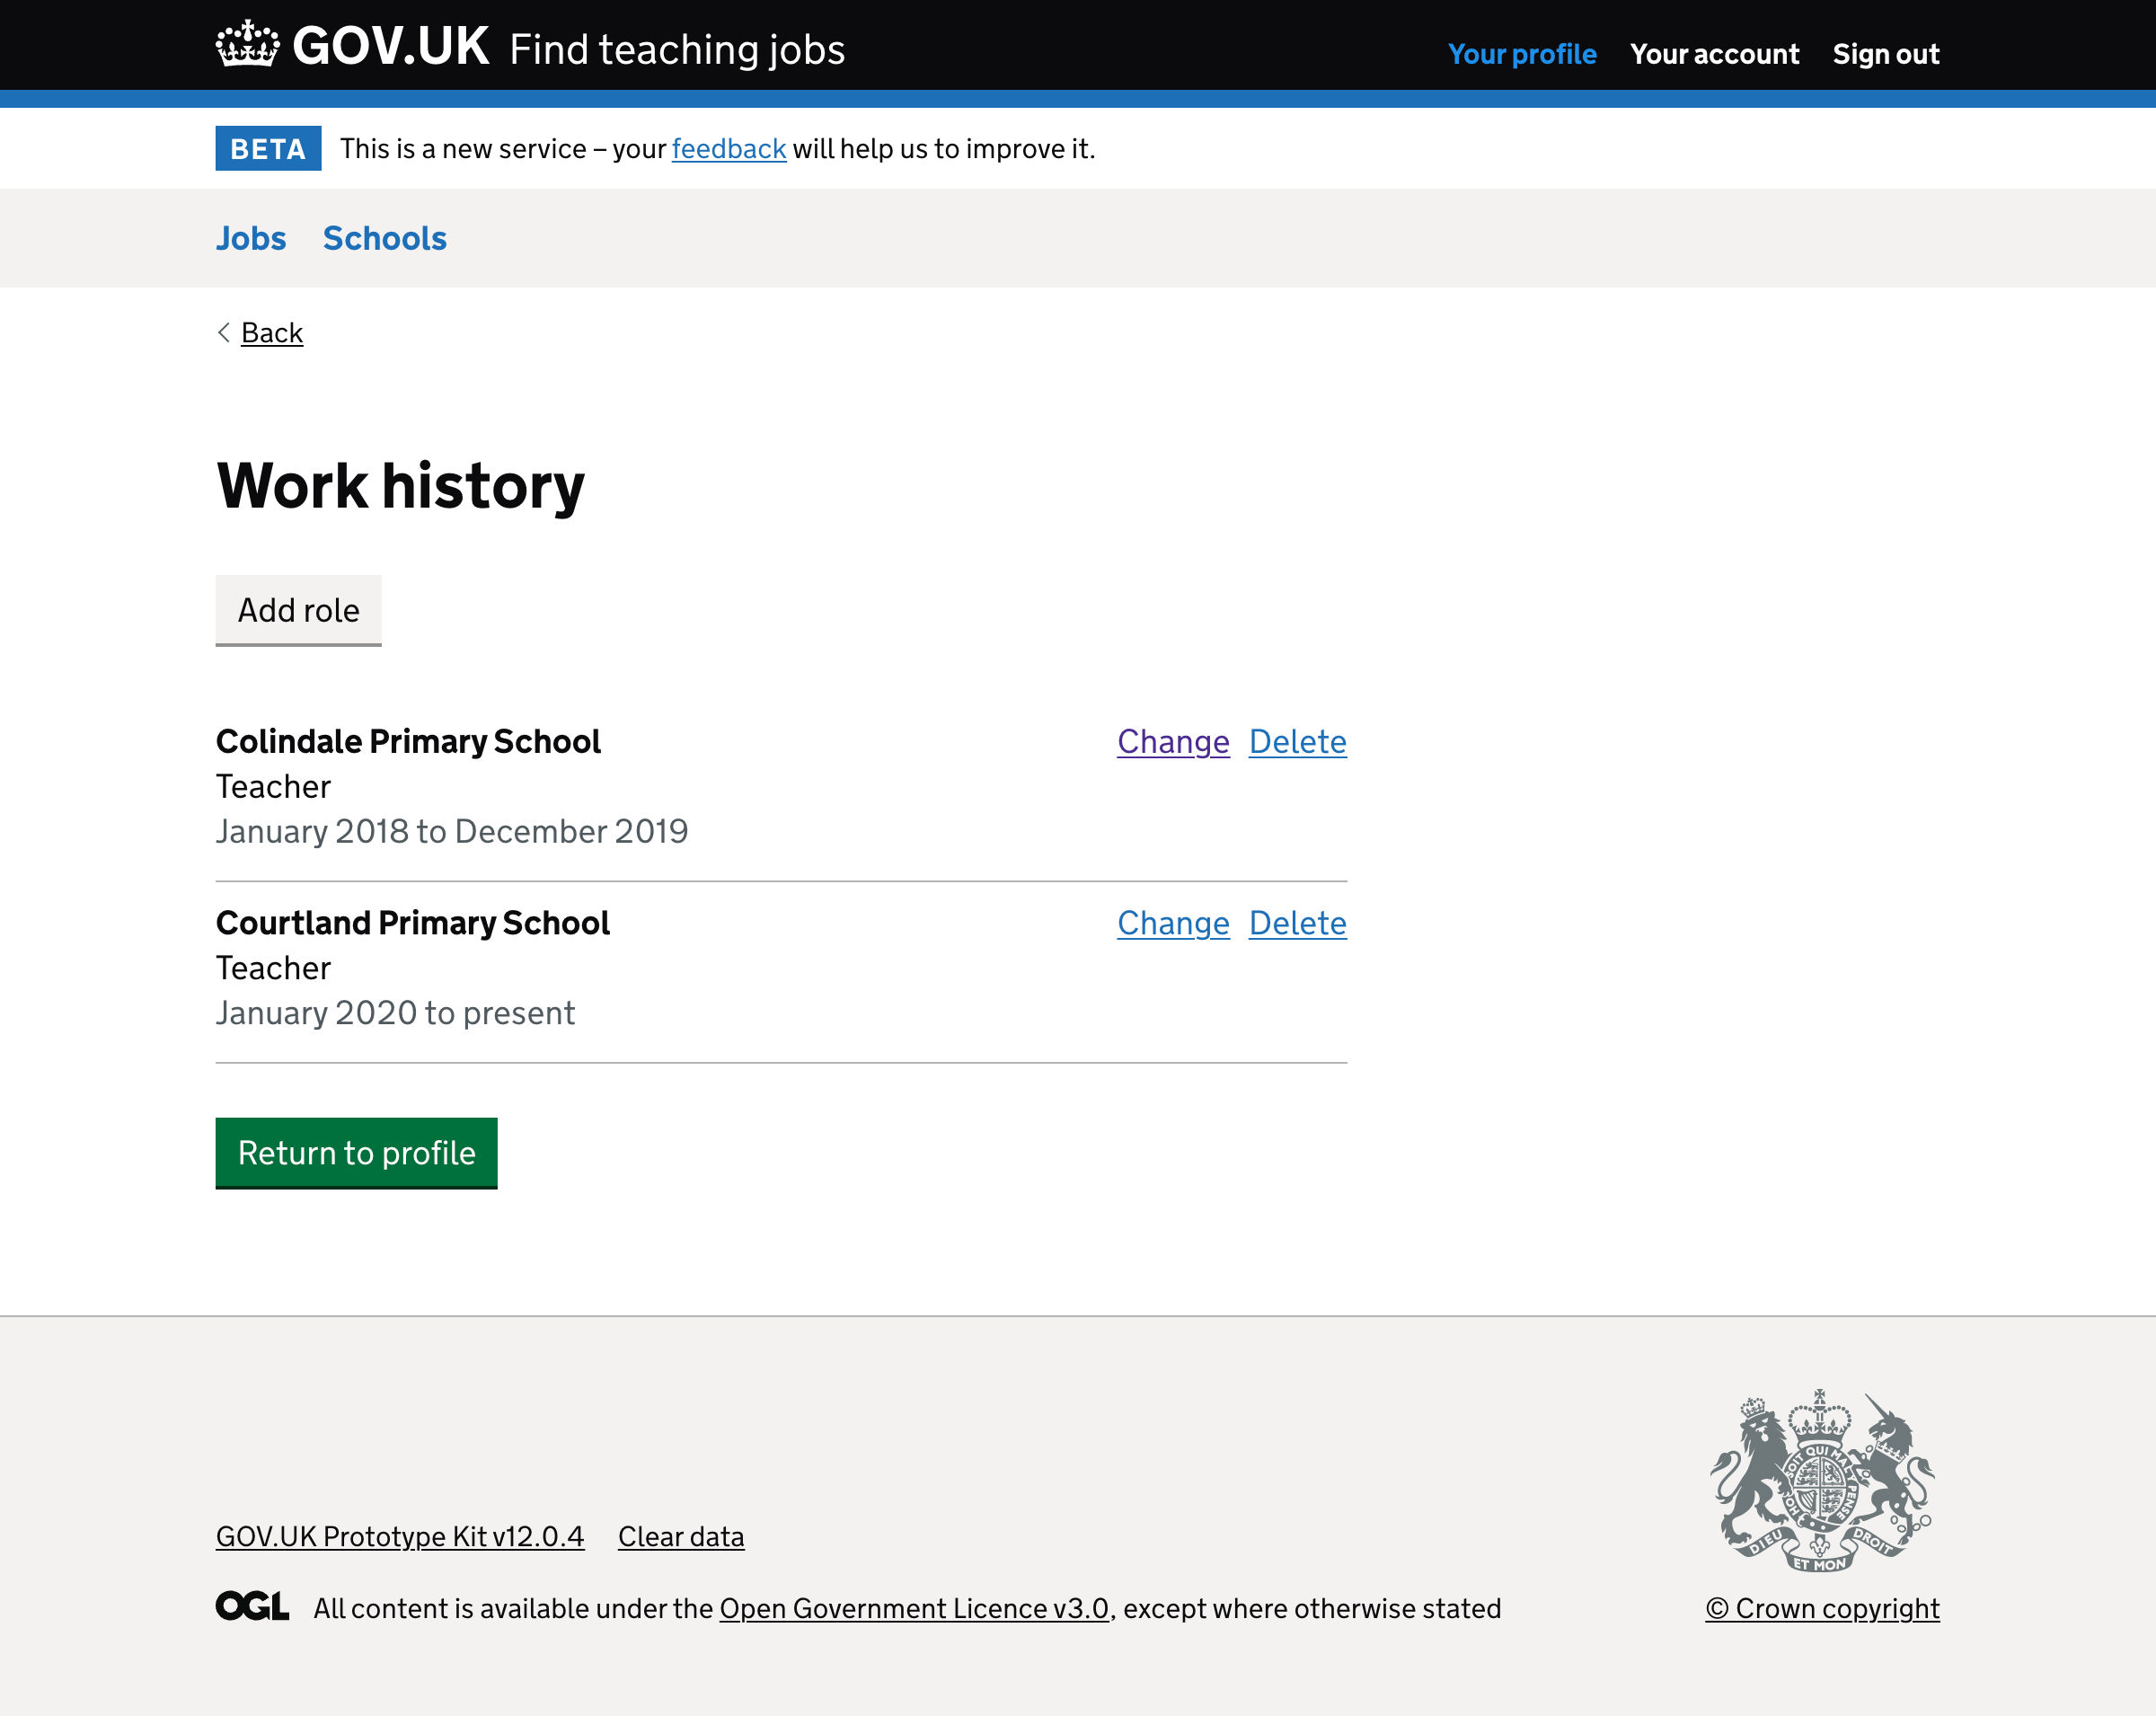 GOV.UK Find teaching jobs
Your profile Your account Sign out
BETA This is a new service – your feedback will help us to improve it.
Jobs Schools
Back
Work history
Add role
Colindale Primary School Change Delete
Teacher
January 2018 to December 2019
Courtland Primary School Change Delete
Teacher
January 2020 to present
Return to profile
SOIT QUI MAL Y PENSE
DIEU ET MON DROIT
GOV.UK Prototype Kit v12.0.4 Clear data
OGL All content is available under the Open Government Licence v3.0, except where otherwise stated
© Crown copyright